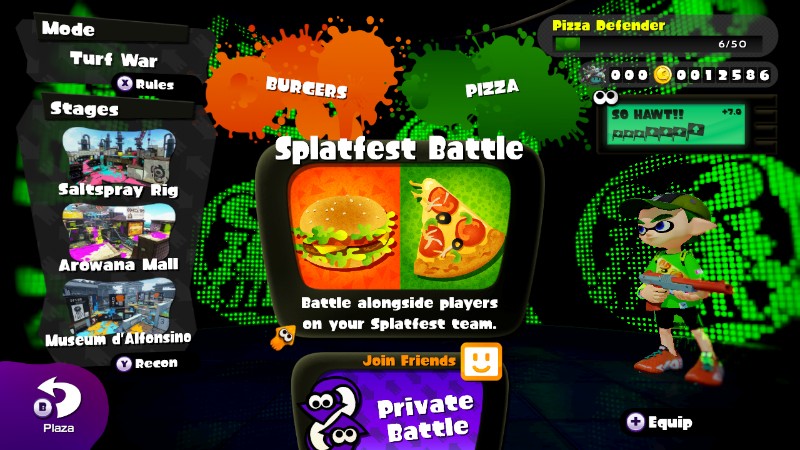 Mode
Turf War
X Rules
Stages
Saltspray Rig
Arowana Mall
Museum d'Alfonsino
Y Recon
B
Plaza
BURGERS
PIZZA
Splatfest Battle
Battle alongside players
on your Splatfest team.
Join Friends
Private
Battle
Pizza Defender
6/50
000 0012586
SO HAWT!!
+7.0
+ Equip